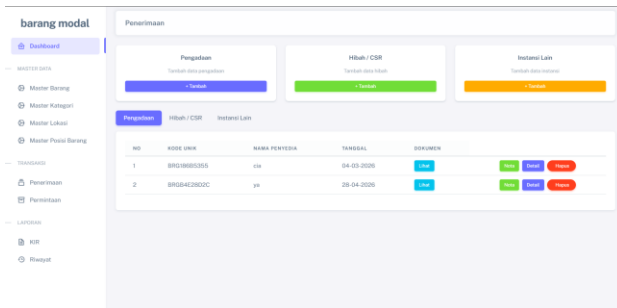 barang modal
Dashboard
MASTER DATA
Master Barang
Master Kategori
Master Lokasi
Master Posisi Barang
TRANSAKSI
Penerimaan
Permintaan
LAPORAN
KIR
Riwayat
Penerimaan
Pengadaan
Tambah data pengadaan
+ Tambah
Hibah / CSR
Tambah data hibah
+ Tambah
Instansi Lain
Tambah data instansi
+ Tambah
Pengadaan Hibah / CSR Instansi Lain
NO KODE UNIK NAMA PENYEDIA TANGGAL DOKUMEN
1 cia 04-03-2026 Lihat Nota Detail Hapus
2 BRGB4E28D2C ya 28-04-2026 Lihat Nota Detail Hapus